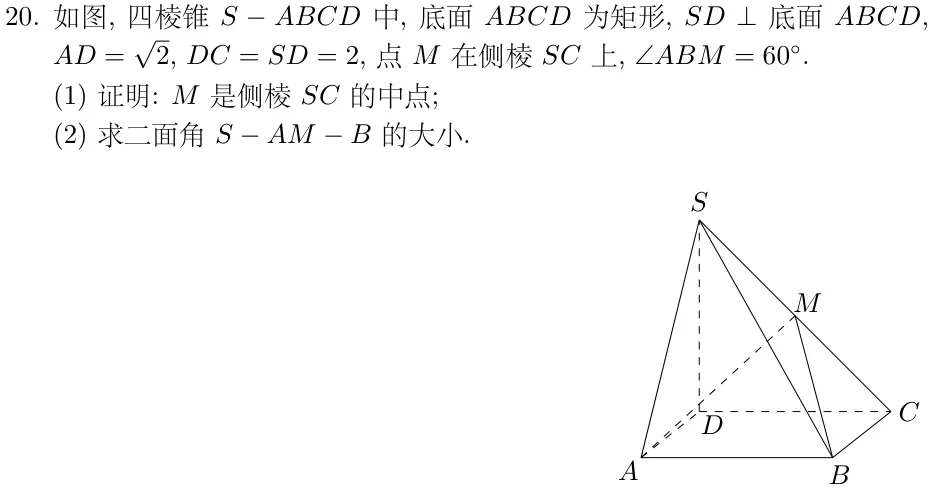 20. 如图, 四棱锥 S − ABCD 中, 底面 ABCD 为矩形, SD ⊥ 底面 ABCD,
AD = √2, DC = SD = 2, 点 M 在侧棱 SC 上, ∠ABM = 60°.
(1) 证明: M 是侧棱 SC 的中点;
(2) 求二面角 S − AM − B 的大小.
S
M
D
C
A
B